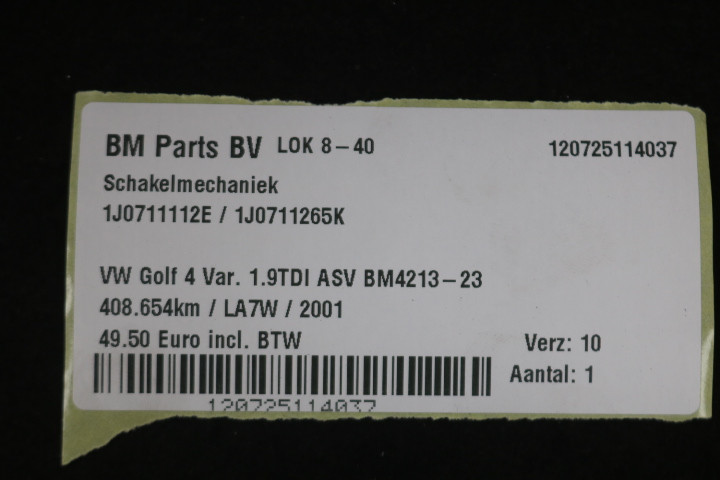 BM Parts BV LOK 8-40 120725114037
Schakelmechaniek
1J0711112E / 1J0711265K
VW Golf 4 Var. 1.9TDI ASV BM4213-23
408.654km / LA7W / 2001
49.50 Euro incl. BTW Verz: 10
Aantal: 1
120725114037